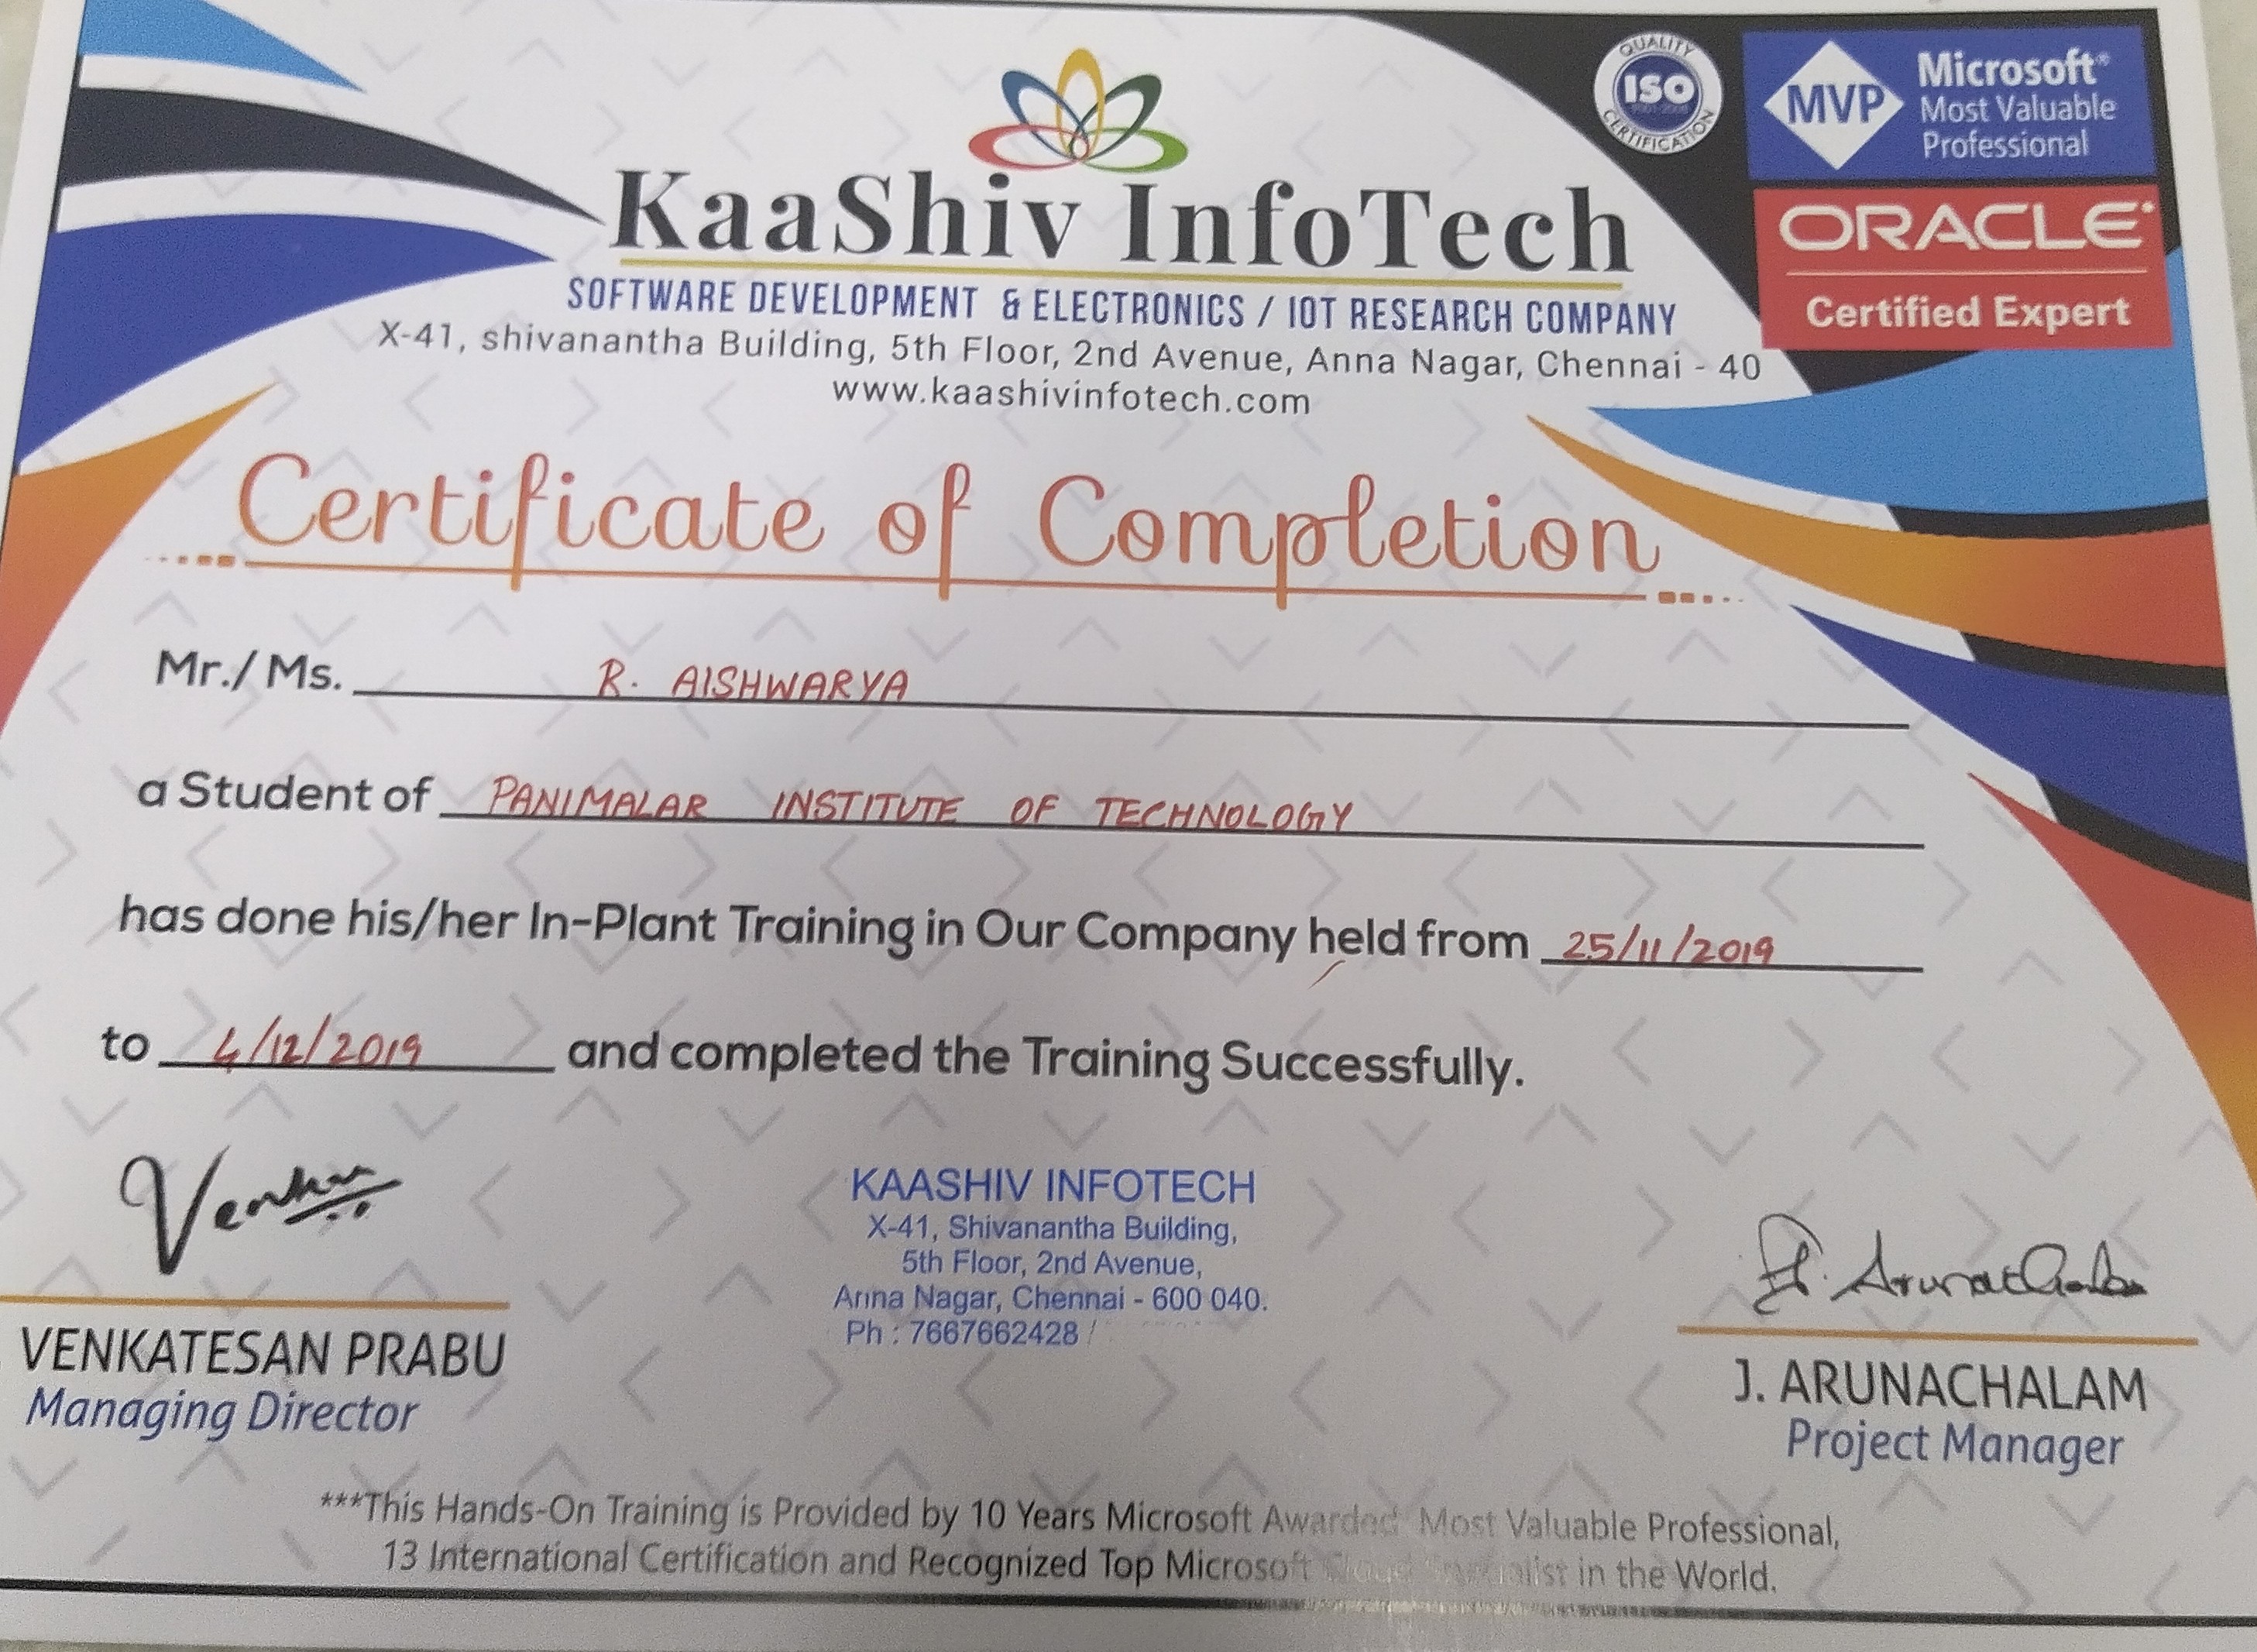 QUALITY
ISO
CERTIFICATION
MVP
Microsoft®
Most Valuable
Professional
ORACLE®
Certified Expert
KaaShiv InfoTech
SOFTWARE DEVELOPMENT & ELECTRONICS / IOT RESEARCH COMPANY
X-41, shivanantha Building, 5th Floor, 2nd Avenue, Anna Nagar, Chennai - 40
www.kaashivinfotech.com
Certificate of Completion
Mr./ Ms. R. AISHWARYA
a Student of PANIMALAR INSTITUTE OF TECHNOLOGY
has done his/her In-Plant Training in Our Company held from 25/11/2019
to 4/12/2019 and completed the Training Successfully.
KAASHIV INFOTECH
X-41, Shivanantha Building,
5th Floor, 2nd Avenue,
Anna Nagar, Chennai - 600 040.
Ph : 7667662428 /
VENKATESAN PRABU
Managing Director
J. Arunachalam
J. ARUNACHALAM
Project Manager
***This Hands-On Training is Provided by 10 Years Microsoft Awarded Most Valuable Professional,
13 International Certification and Recognized Top Microsoft Cloud Specialist in the World.